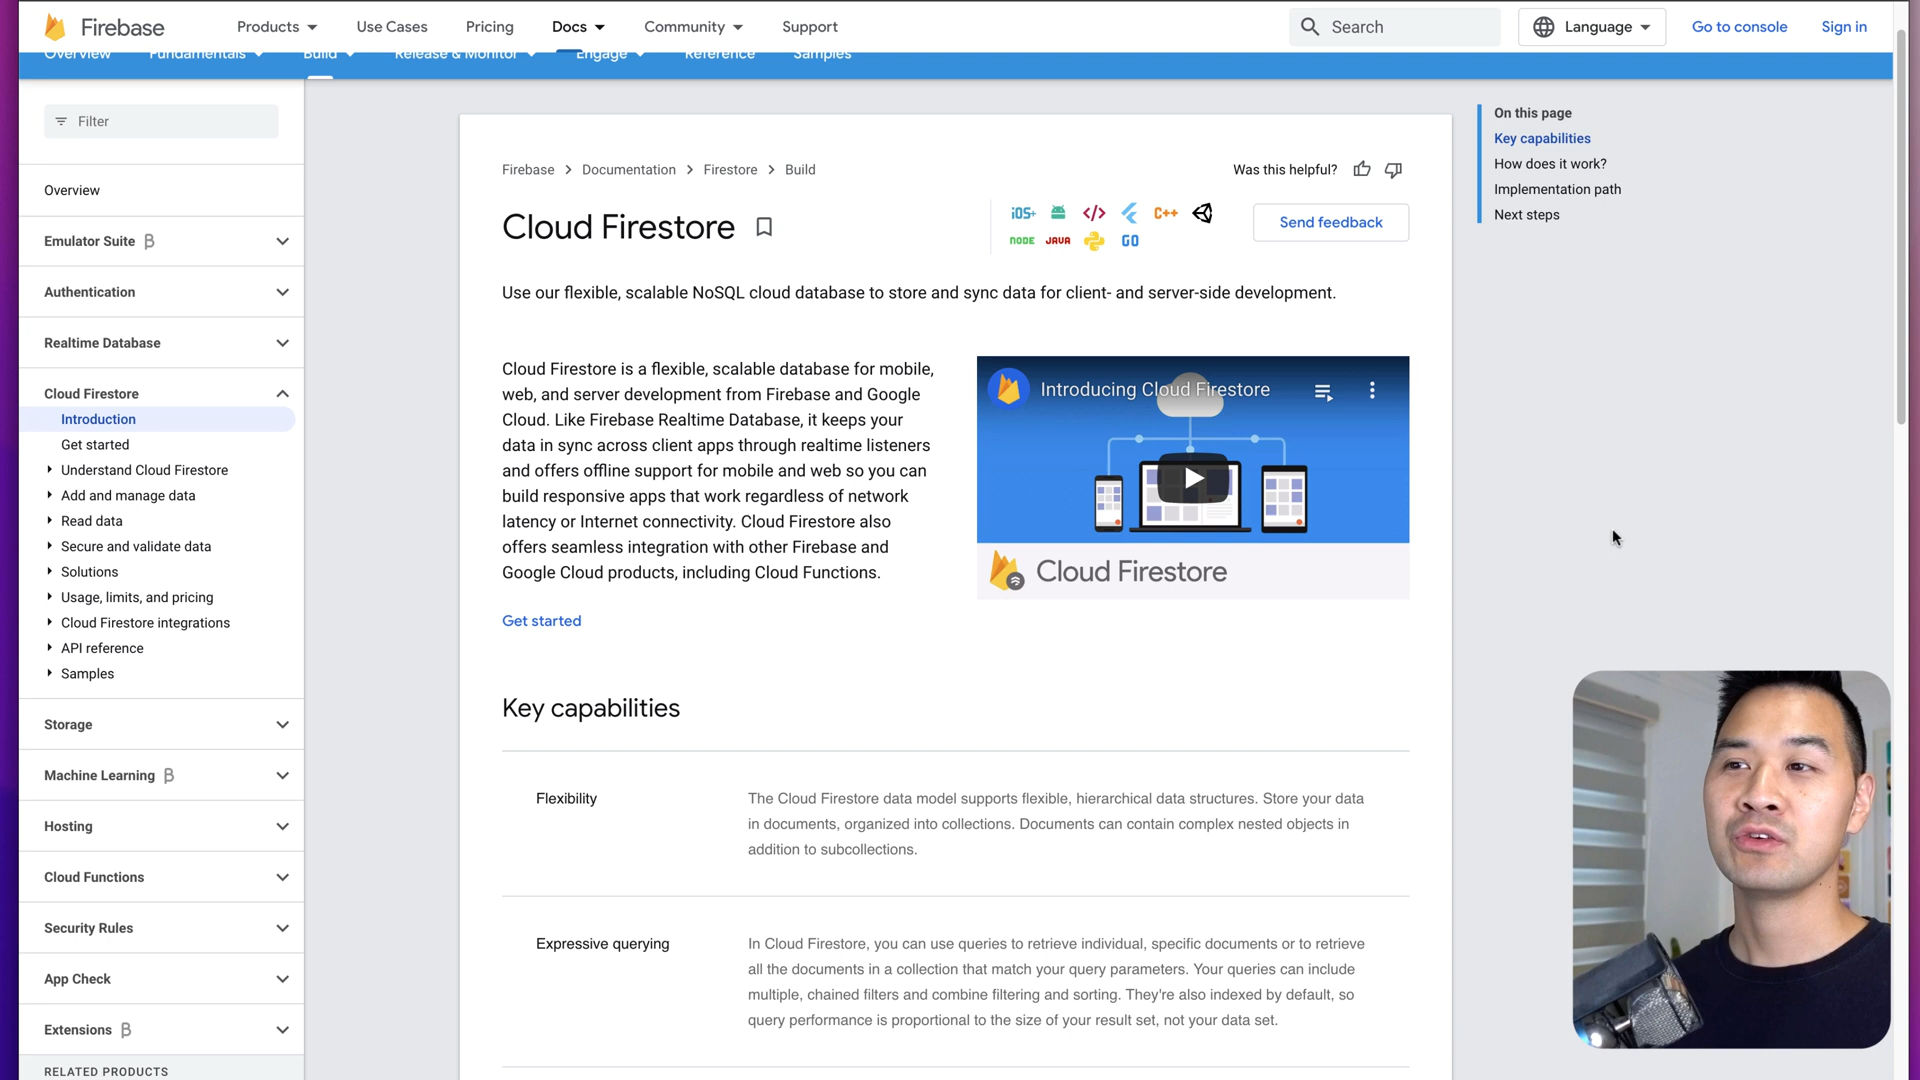 Firebase
Products
Use Cases
Pricing
Docs
Community
Support
Search
Language
Go to console
Sign in
Overview
Fundamentals
Build
Release & Monitor
Engage
Reference
Samples
Filter
Overview
Emulator Suite β
Authentication
Realtime Database
Cloud Firestore
Introduction
Get started
Understand Cloud Firestore
Add and manage data
Read data
Secure and validate data
Solutions
Usage, limits, and pricing
Cloud Firestore integrations
API reference
Samples
Storage
Machine Learning β
Hosting
Cloud Functions
Security Rules
App Check
Extensions β
RELATED PRODUCTS
Firebase > Documentation > Firestore > Build
Was this helpful?
Cloud Firestore
iOS+
</>
C++
NODE
JAVA
GO
Send feedback
Use our flexible, scalable NoSQL cloud database to store and sync data for client- and server-side development.
Cloud Firestore is a flexible, scalable database for mobile,
web, and server development from Firebase and Google
Cloud. Like Firebase Realtime Database, it keeps your
data in sync across client apps through realtime listeners
and offers offline support for mobile and web so you can
build responsive apps that work regardless of network
latency or Internet connectivity. Cloud Firestore also
offers seamless integration with other Firebase and
Google Cloud products, including Cloud Functions.
Get started
Introducing Cloud Firestore
Cloud Firestore
Key capabilities
Flexibility
The Cloud Firestore data model supports flexible, hierarchical data structures. Store your data
in documents, organized into collections. Documents can contain complex nested objects in
addition to subcollections.
Expressive querying
In Cloud Firestore, you can use queries to retrieve individual, specific documents or to retrieve
all the documents in a collection that match your query parameters. Your queries can include
multiple, chained filters and combine filtering and sorting. They're also indexed by default, so
query performance is proportional to the size of your result set, not your data set.
On this page
Key capabilities
How does it work?
Implementation path
Next steps